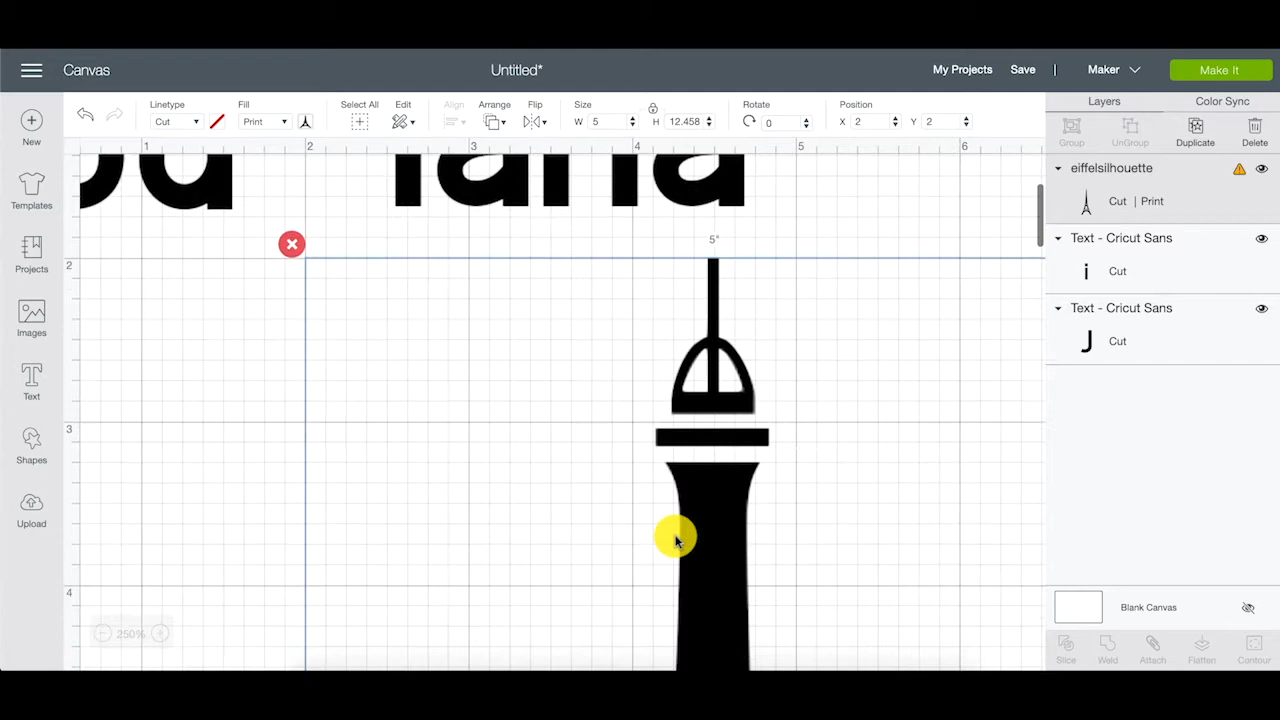 Canvas
Untitled*
My Projects
Save
|
Maker
Make It
New
Templates
Projects
Images
Text
Shapes
Upload
Linetype
Cut
Fill
Print
Select All
Edit
Align
Arrange
Flip
Size
W 5
H 12.458
Rotate
0
Position
X 2
Y 2
1 2 3 4 5 6
2
3
4
5"
250%
Layers
Color Sync
Group
UnGroup
Duplicate
Delete
eiffelsilhouette
Cut | Print
Text - Cricut Sans
i Cut
Text - Cricut Sans
J Cut
Blank Canvas
Slice
Weld
Attach
Flatten
Contour